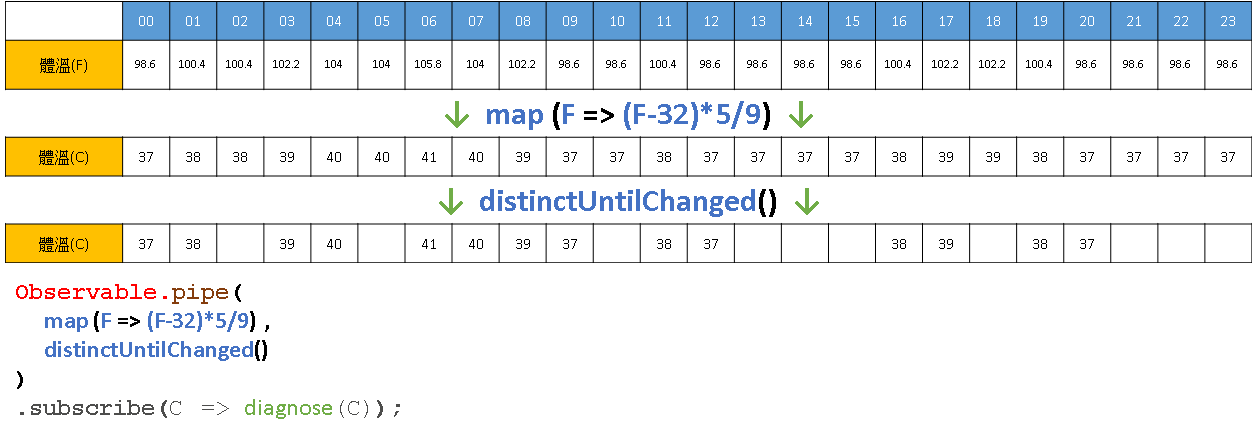 00 01 02 03 04 05 06 07 08 09 10 11 12 13 14 15 16 17 18 19 20 21 22 23
體溫(F) 98.6 100.4 100.4 102.2 104 104 105.8 104 102.2 98.6 98.6 100.4 98.6 98.6 98.6 98.6 100.4 102.2 102.2 100.4 98.6 98.6 98.6 98.6
↓ map (F => (F-32)*5/9) ↓
體溫(C) 37 38 38 39 40 40 41 40 39 37 37 38 37 37 37 37 38 39 39 38 37 37 37 37
↓ distinctUntilChanged() ↓
體溫(C) 37 38 39 40 41 40 39 37 38 37 38 39 38 37
Observable.pipe(
map (F => (F-32)*5/9) ,
distinctUntilChanged()
)
.subscribe(C => diagnose(C));